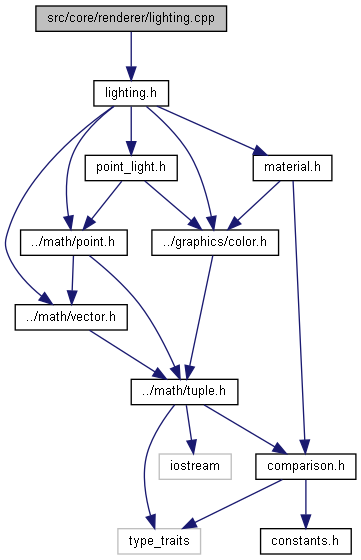 src/core/renderer/lighting.cpp
lighting.h
point_light.h
material.h
../math/point.h
../graphics/color.h
../math/vector.h
../math/tuple.h
iostream
comparison.h
type_traits
constants.h